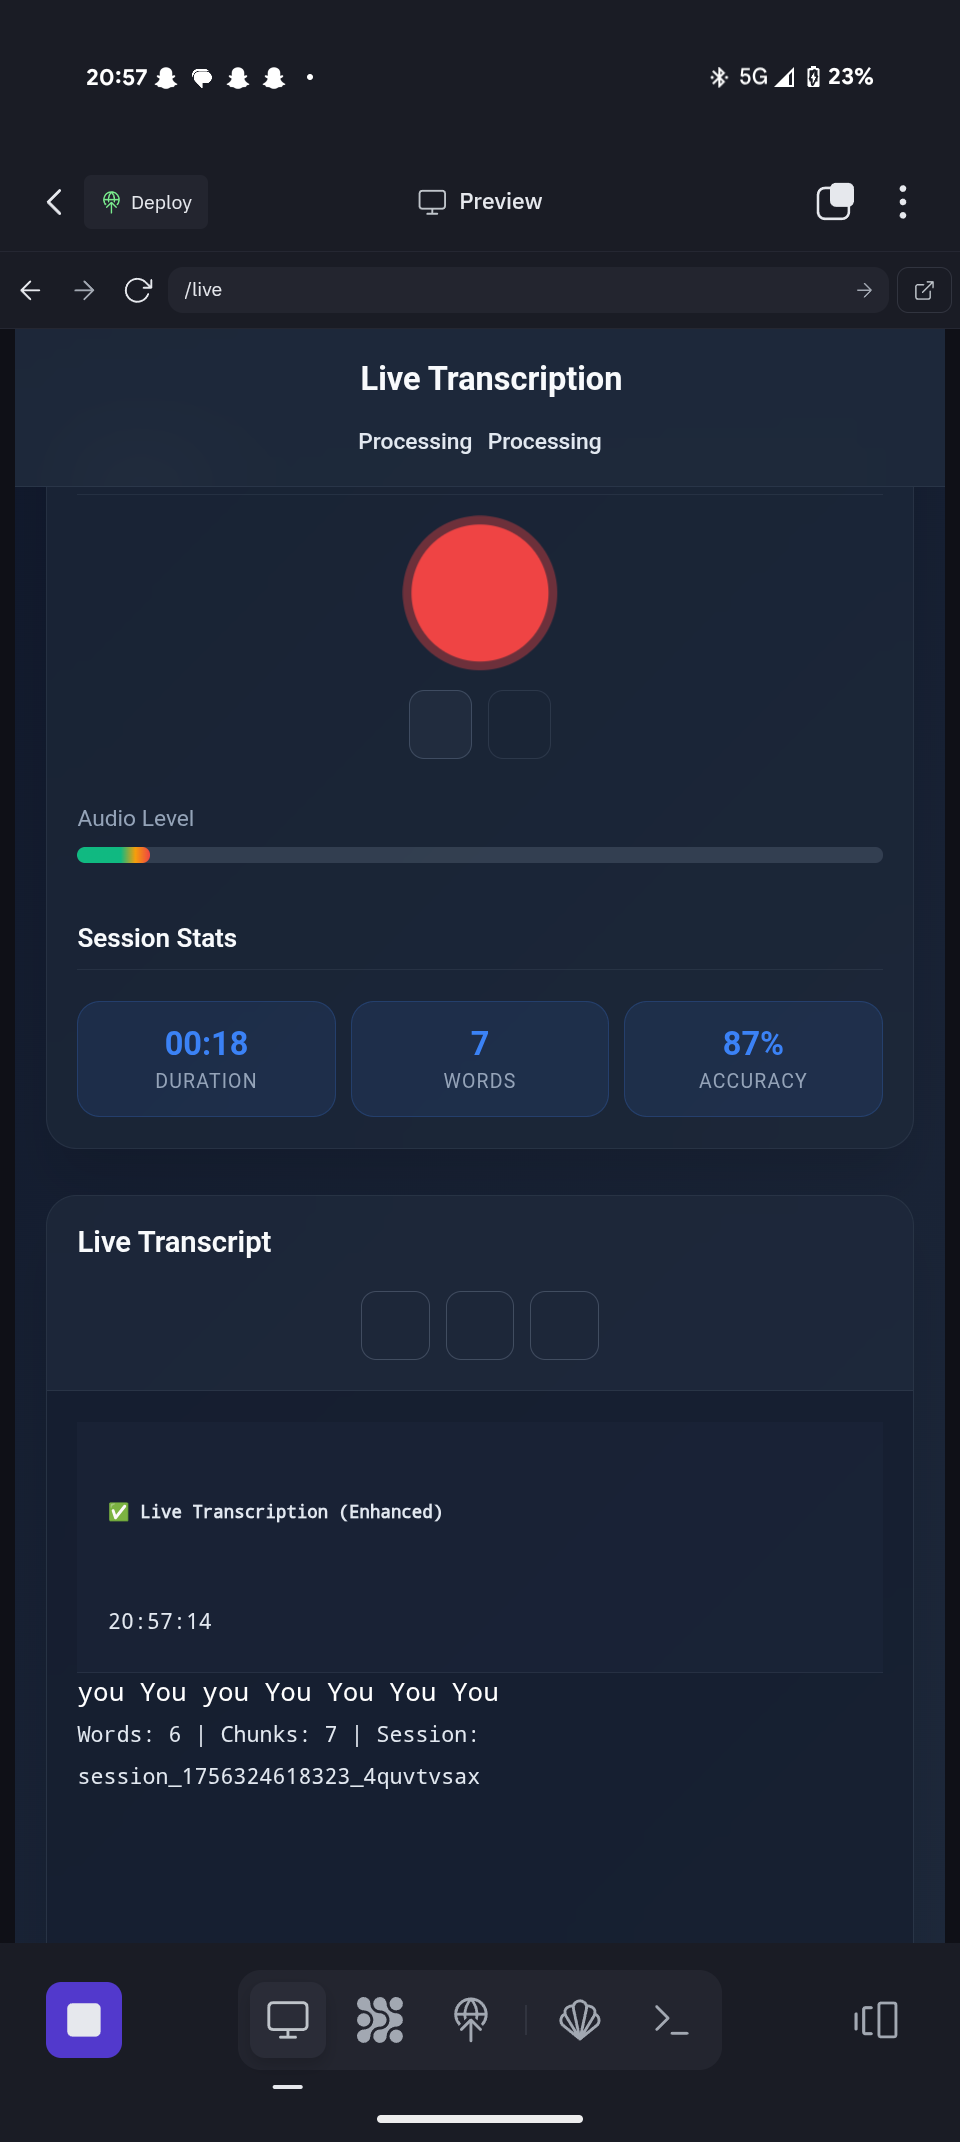 20:57
5G 23%
Deploy
Preview
/live
Live Transcription
Processing Processing
Audio Level
Session Stats
00:18
DURATION
7
WORDS
87%
ACCURACY
Live Transcript
✅ Live Transcription (Enhanced)
20:57:14
you You you You You You You
Words: 6 | Chunks: 7 | Session:
session_1756324618323_4quvtvsax